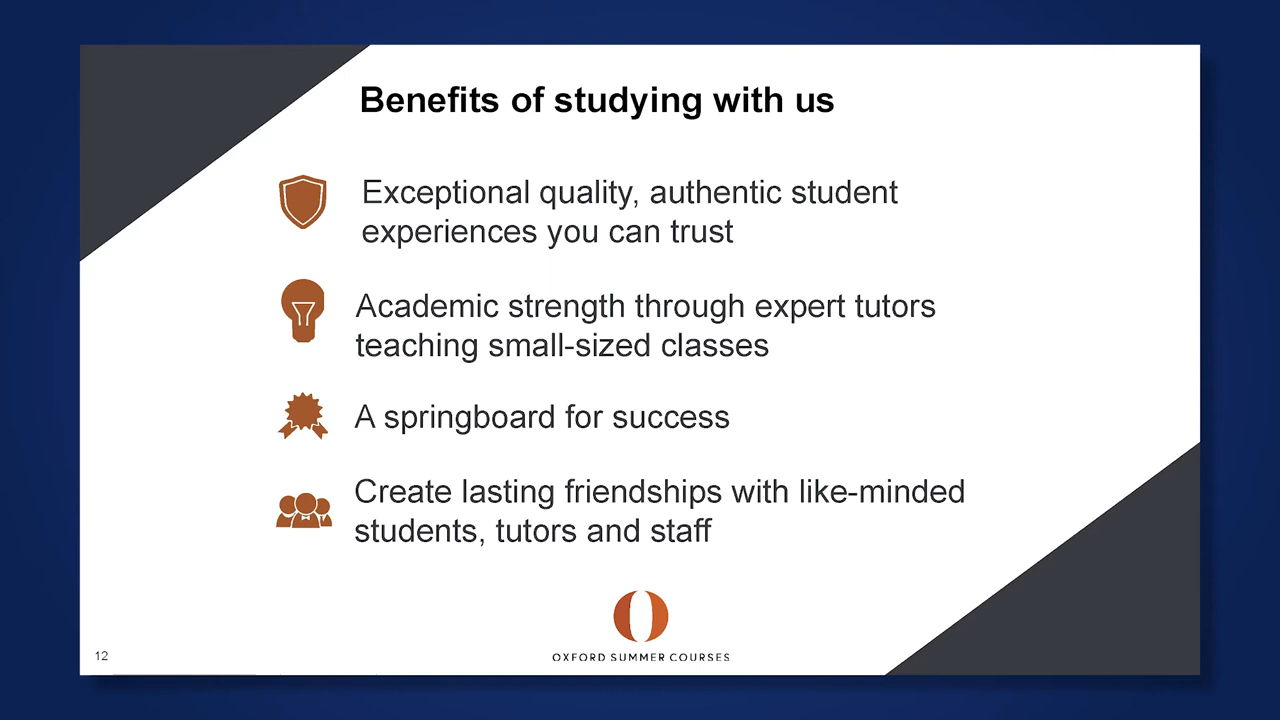 Benefits of studying with us
Exceptional quality, authentic student
experiences you can trust
Academic strength through expert tutors
teaching small-sized classes
A springboard for success
Create lasting friendships with like-minded
students, tutors and staff
OXFORD SUMMER COURSES
12